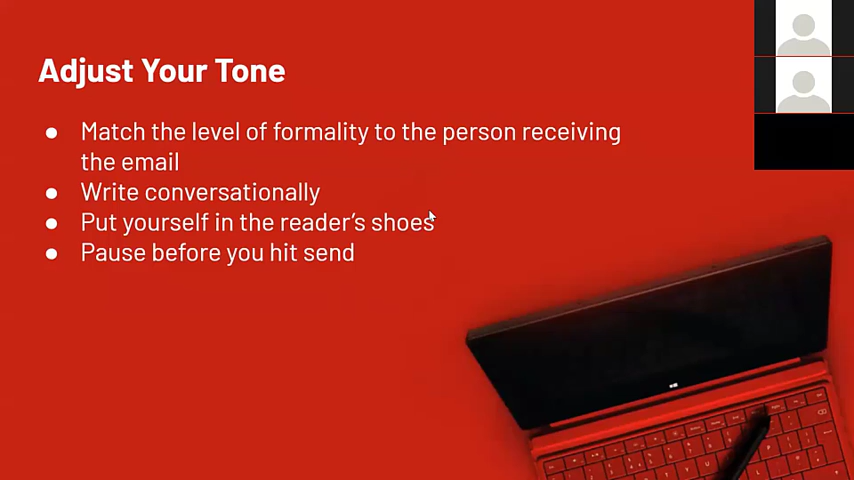 Adjust Your Tone
● Match the level of formality to the person receiving
the email
● Write conversationally
● Put yourself in the reader’s shoes
● Pause before you hit send